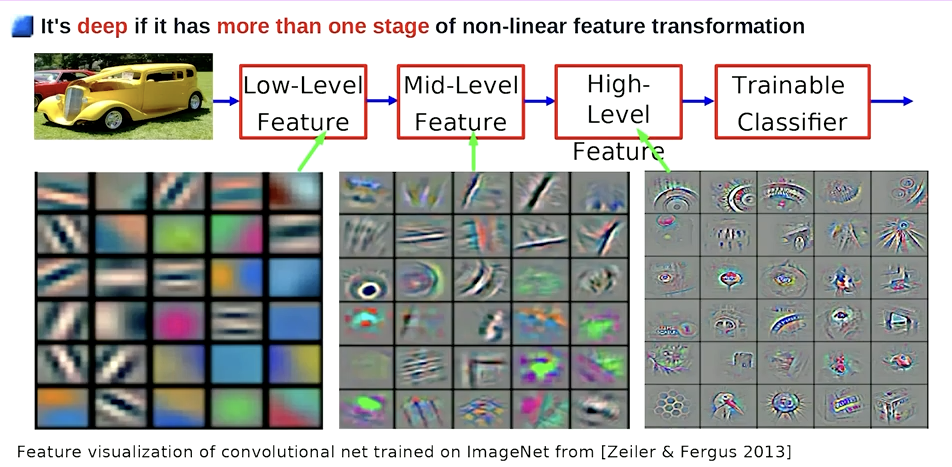 It's deep if it has more than one stage of non-linear feature transformation
Low-Level
Feature
Mid-Level
Feature
High-
Level
Feature
Trainable
Classifier
Feature visualization of convolutional net trained on ImageNet from [Zeiler & Fergus 2013]